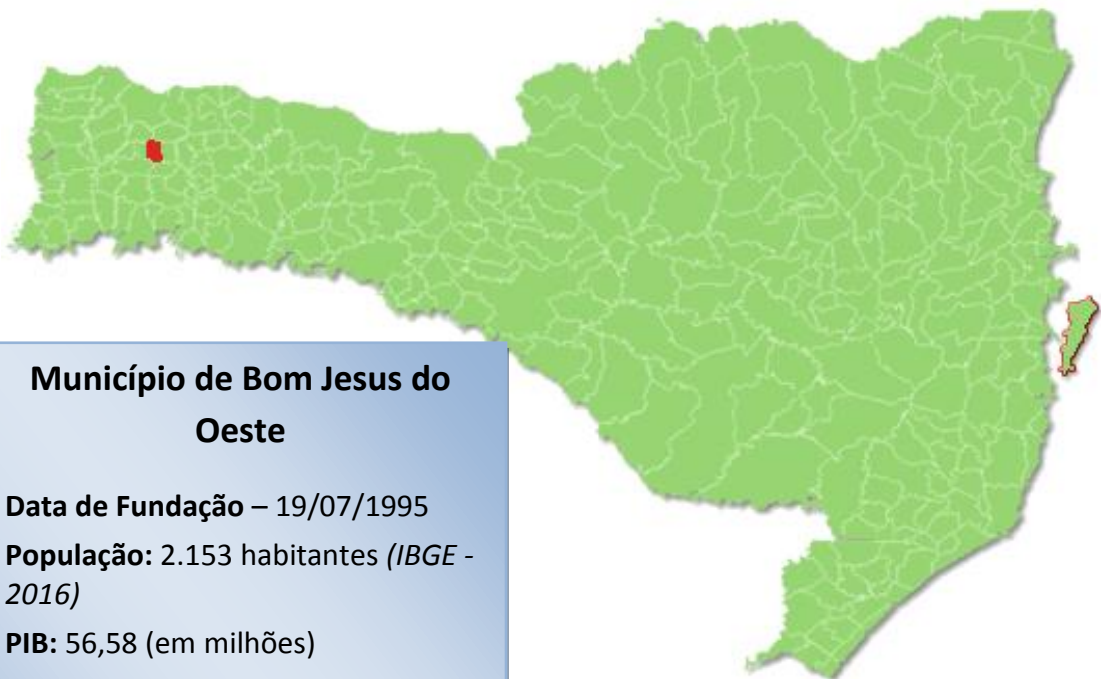 Município de Bom Jesus do
Oeste
Data de Fundação – 19/07/1995
População: 2.153 habitantes (IBGE -
2016)
PIB: 56,58 (em milhões)